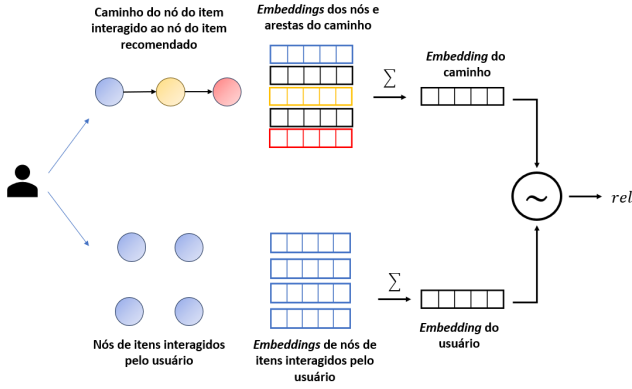 Caminho do nó do item
interagido ao nó do item
recomendado
Embeddings dos nós e
arestas do caminho
∑
Embedding do
caminho
~
rel
Nós de itens interagidos
pelo usuário
Embeddings de nós de
itens interagidos pelo
usuário
∑
Embedding do
usuário